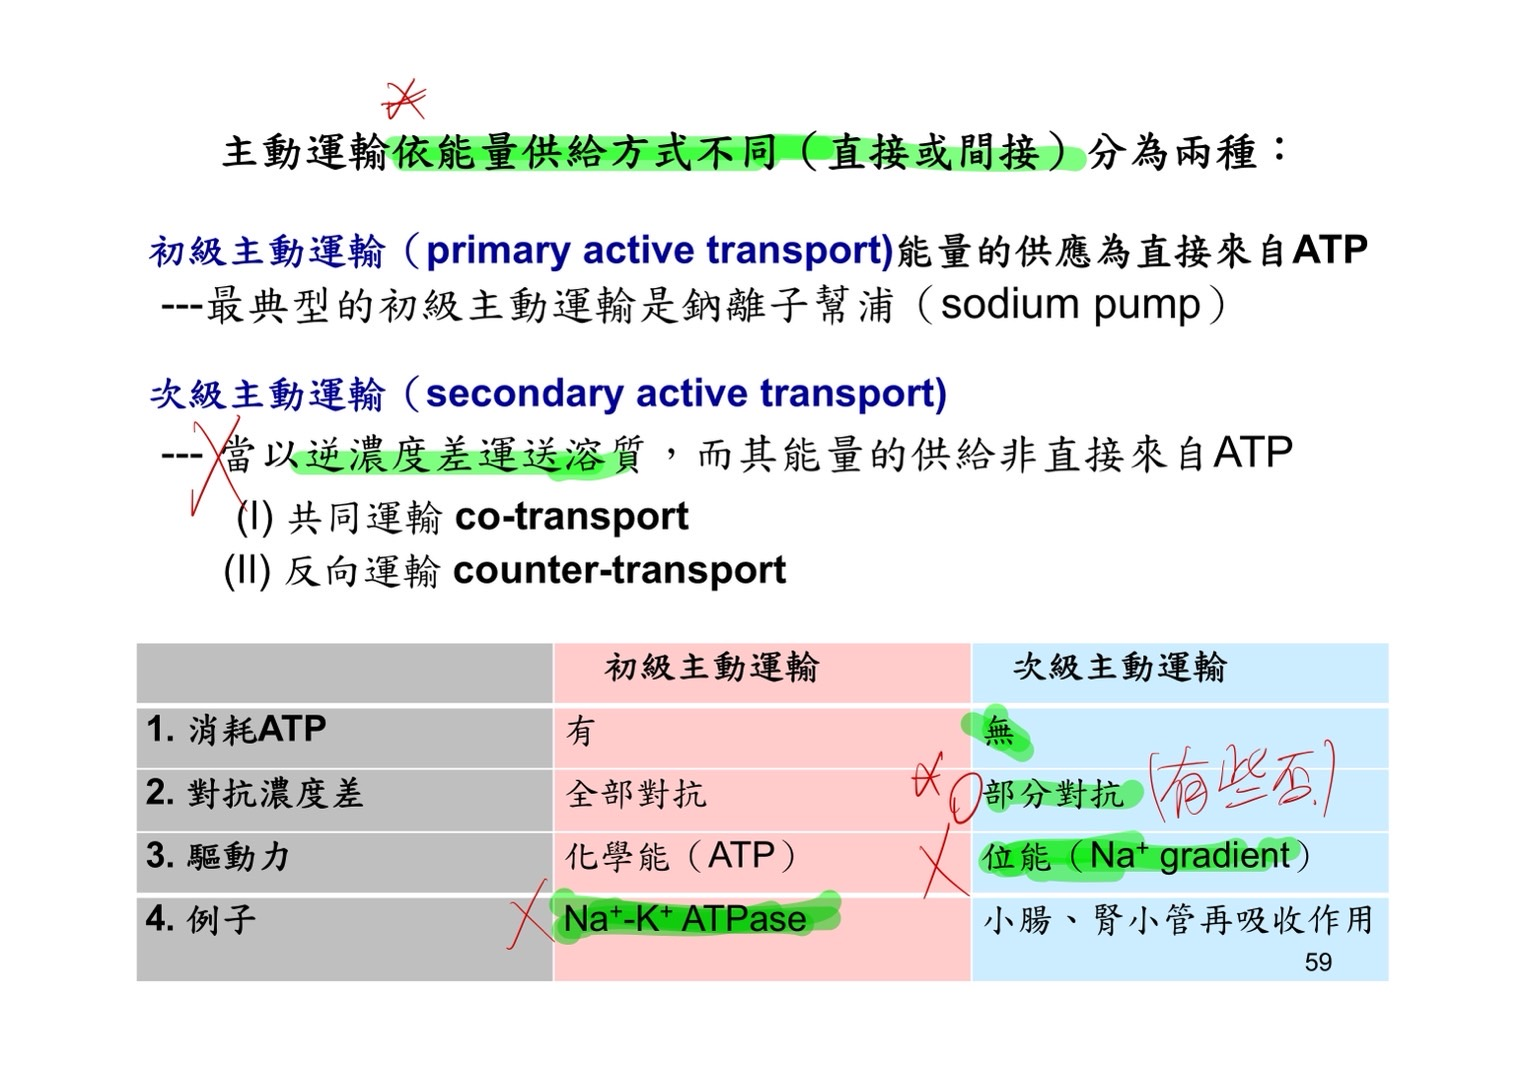 主動運輸依能量供給方式不同（直接或間接）分為兩種：
初級主動運輸（primary active transport)能量的供應為直接來自ATP
---最典型的初級主動運輸是鈉離子幫浦（sodium pump）
次級主動運輸（secondary active transport)
---當以逆濃度差運送溶質，而其能量的供給非直接來自ATP
(I) 共同運輸 co-transport
(II) 反向運輸 counter-transport
初級主動運輸 次級主動運輸
1. 消耗ATP 有 無
2. 對抗濃度差 全部對抗 部分對抗 (有些否)
3. 驅動力 化學能（ATP） 位能（Na⁺ gradient）
4. 例子 Na⁺-K⁺ ATPase 小腸、腎小管再吸收作用
59